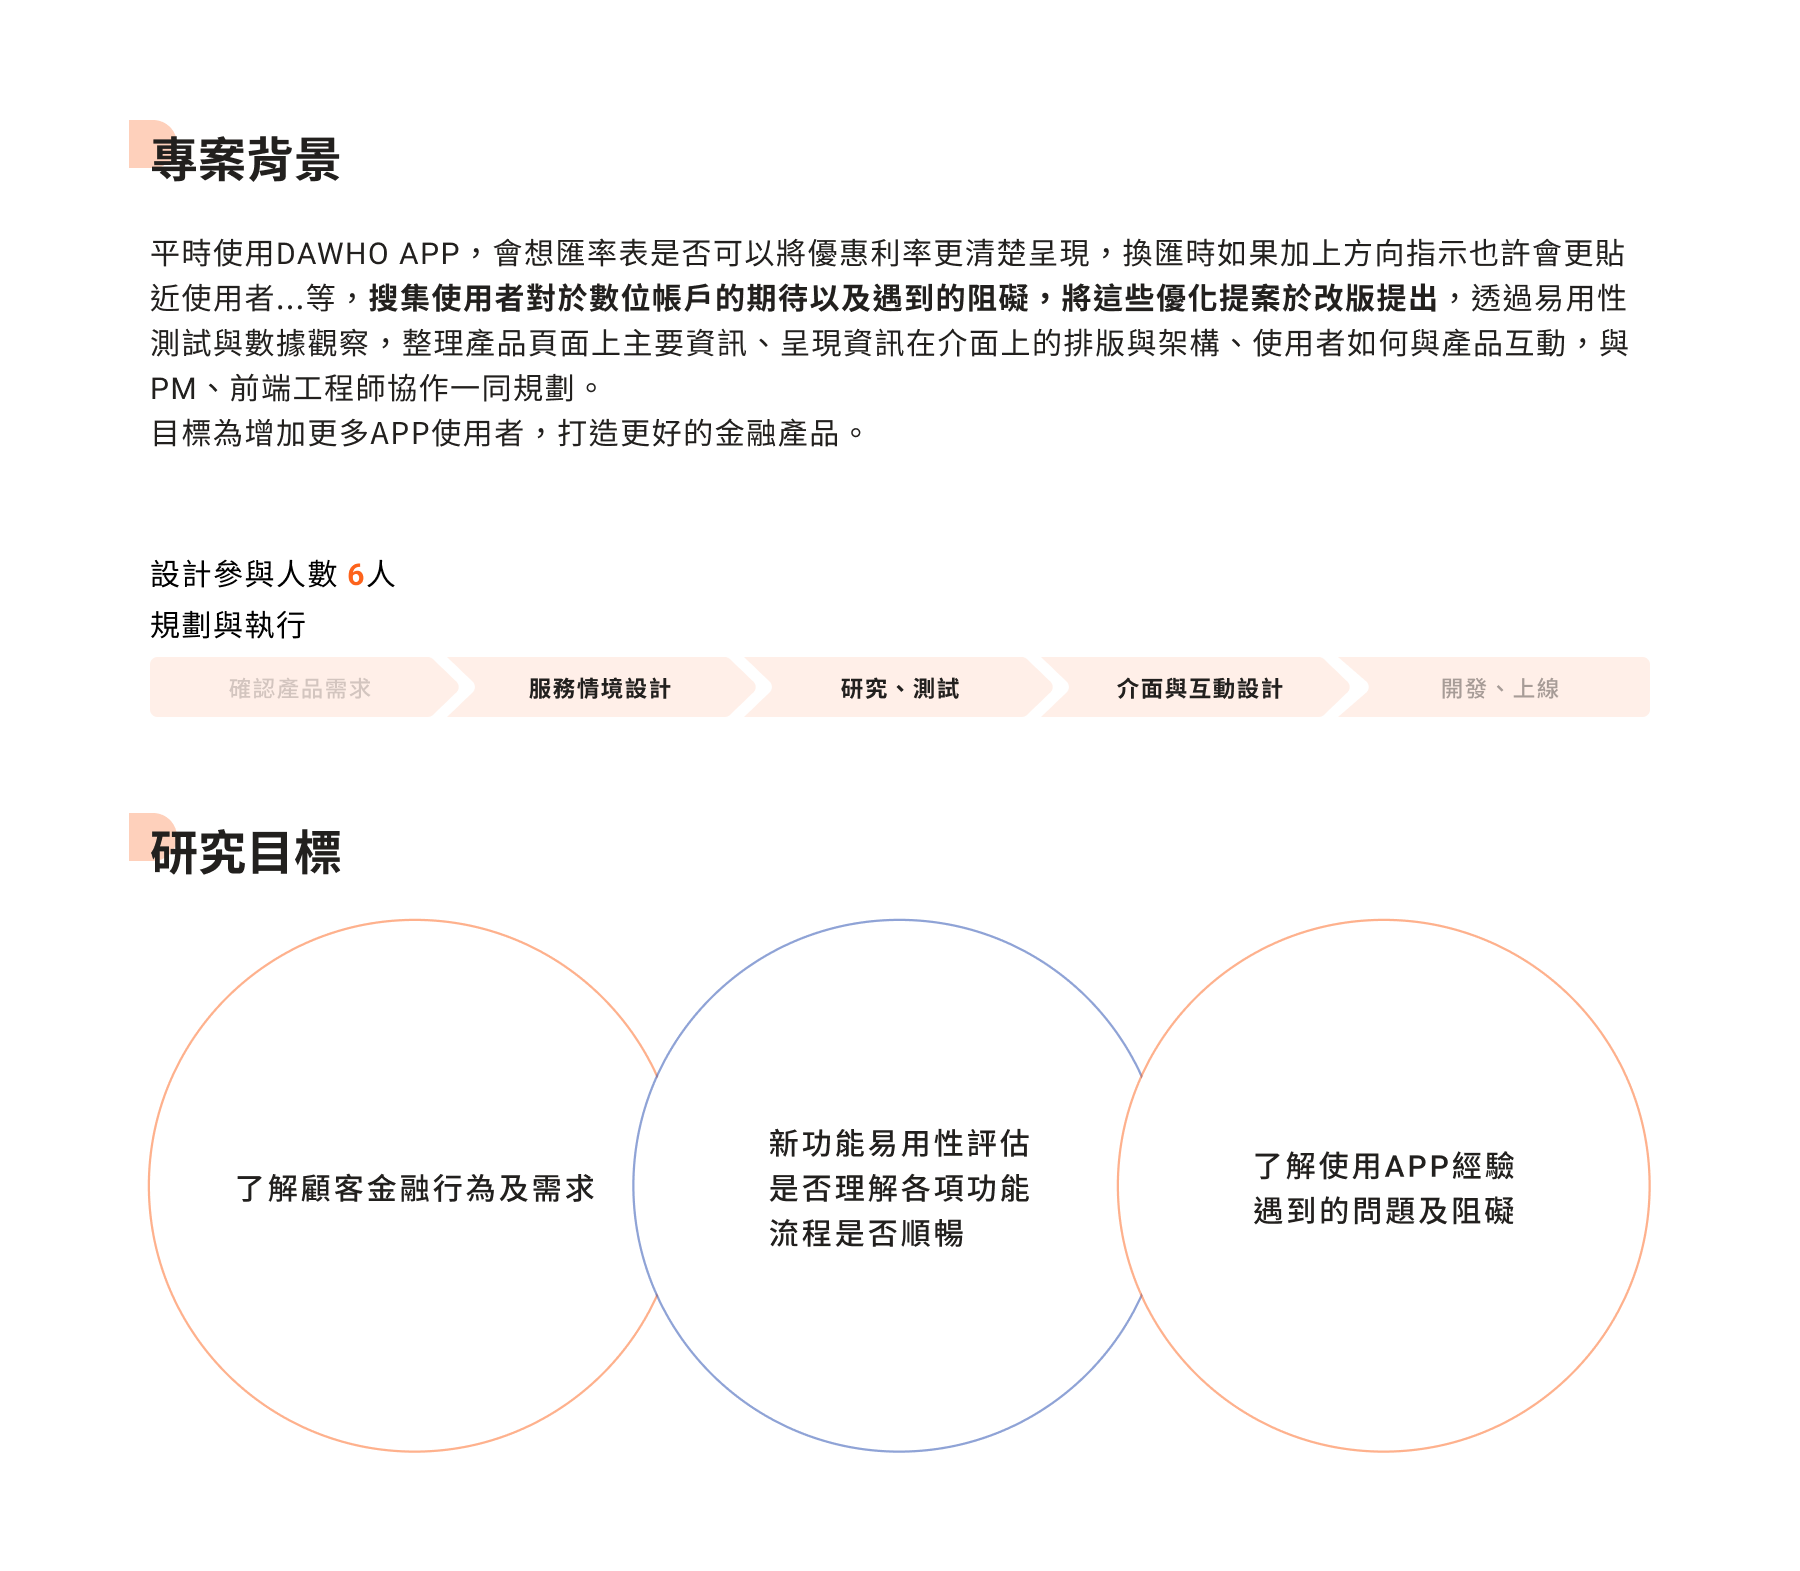 專案背景
平時使用DAWHO APP，會想匯率表是否可以將優惠利率更清楚呈現，換匯時如果加上方向指示也許會更貼
近使用者...等，搜集使用者對於數位帳戶的期待以及遇到的阻礙，將這些優化提案於改版提出，透過易用性
測試與數據觀察，整理產品頁面上主要資訊、呈現資訊在介面上的排版與架構、使用者如何與產品互動，與
PM、前端工程師協作一同規劃。
目標為增加更多APP使用者，打造更好的金融產品。
設計參與人數 6人
規劃與執行
確認產品需求
服務情境設計
研究、測試
介面與互動設計
開發、上線
研究目標
了解顧客金融行為及需求
新功能易用性評估
是否理解各項功能
流程是否順暢
了解使用APP經驗
遇到的問題及阻礙